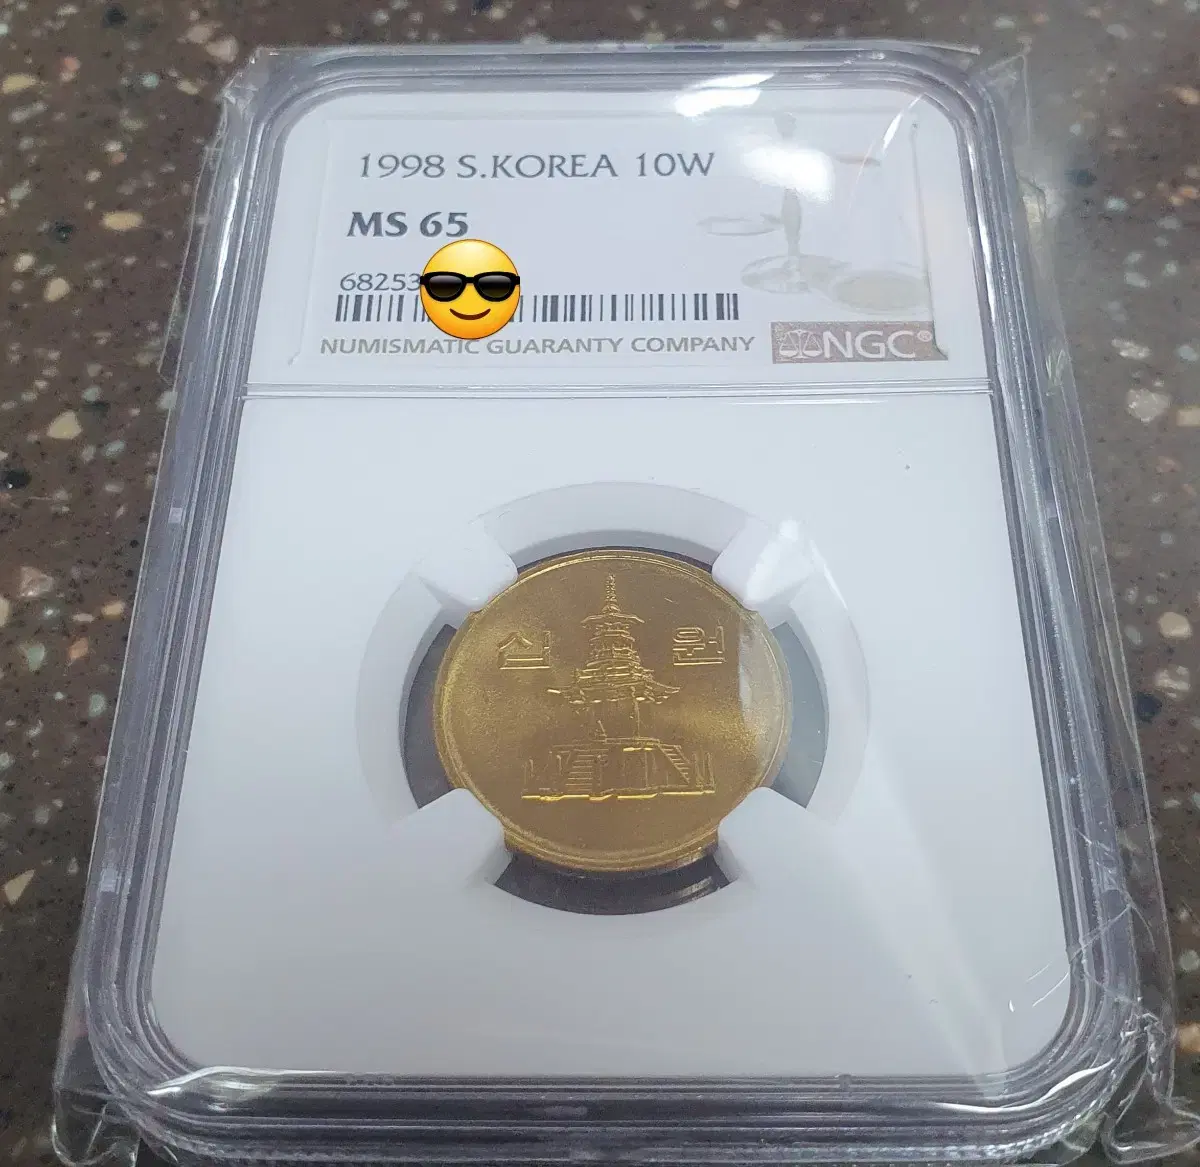 1998 S.KOREA 10W
MS 65
68253
NUMISMATIC GUARANTY COMPANY NGC®
십 원